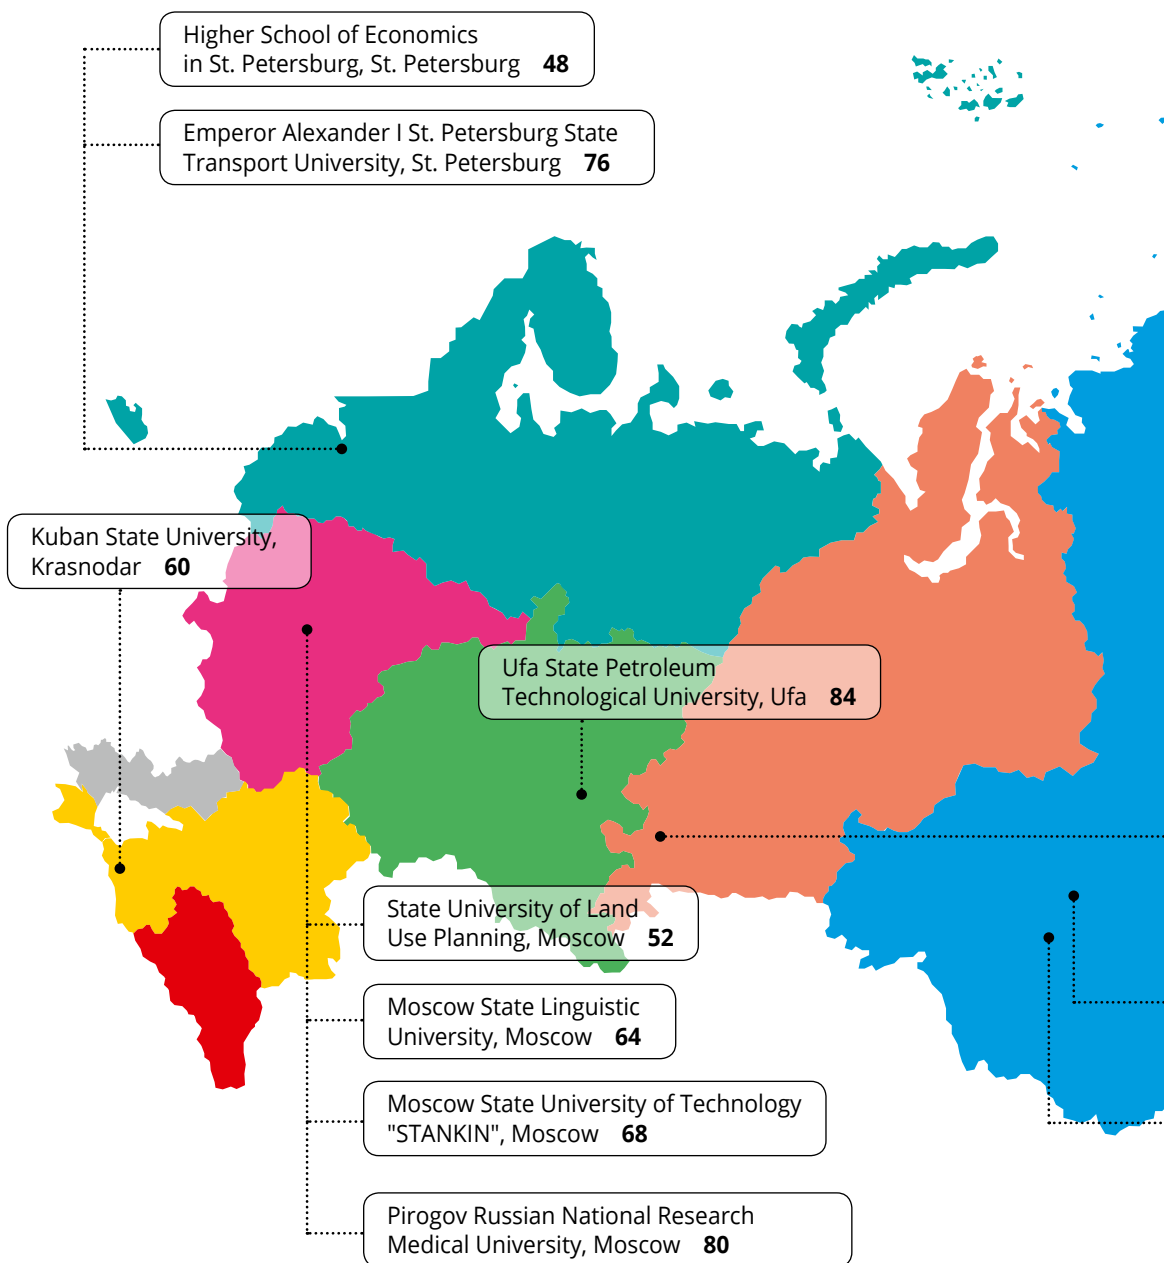 Higher School of Economics
in St. Petersburg, St. Petersburg 48
Emperor Alexander I St. Petersburg State
Transport University, St. Petersburg 76
Kuban State University,
Krasnodar 60
Ufa State Petroleum
Technological University, Ufa 84
State University of Land
Use Planning, Moscow 52
Moscow State Linguistic
University, Moscow 64
Moscow State University of Technology
"STANKIN", Moscow 68
Pirogov Russian National Research
Medical University, Moscow 80